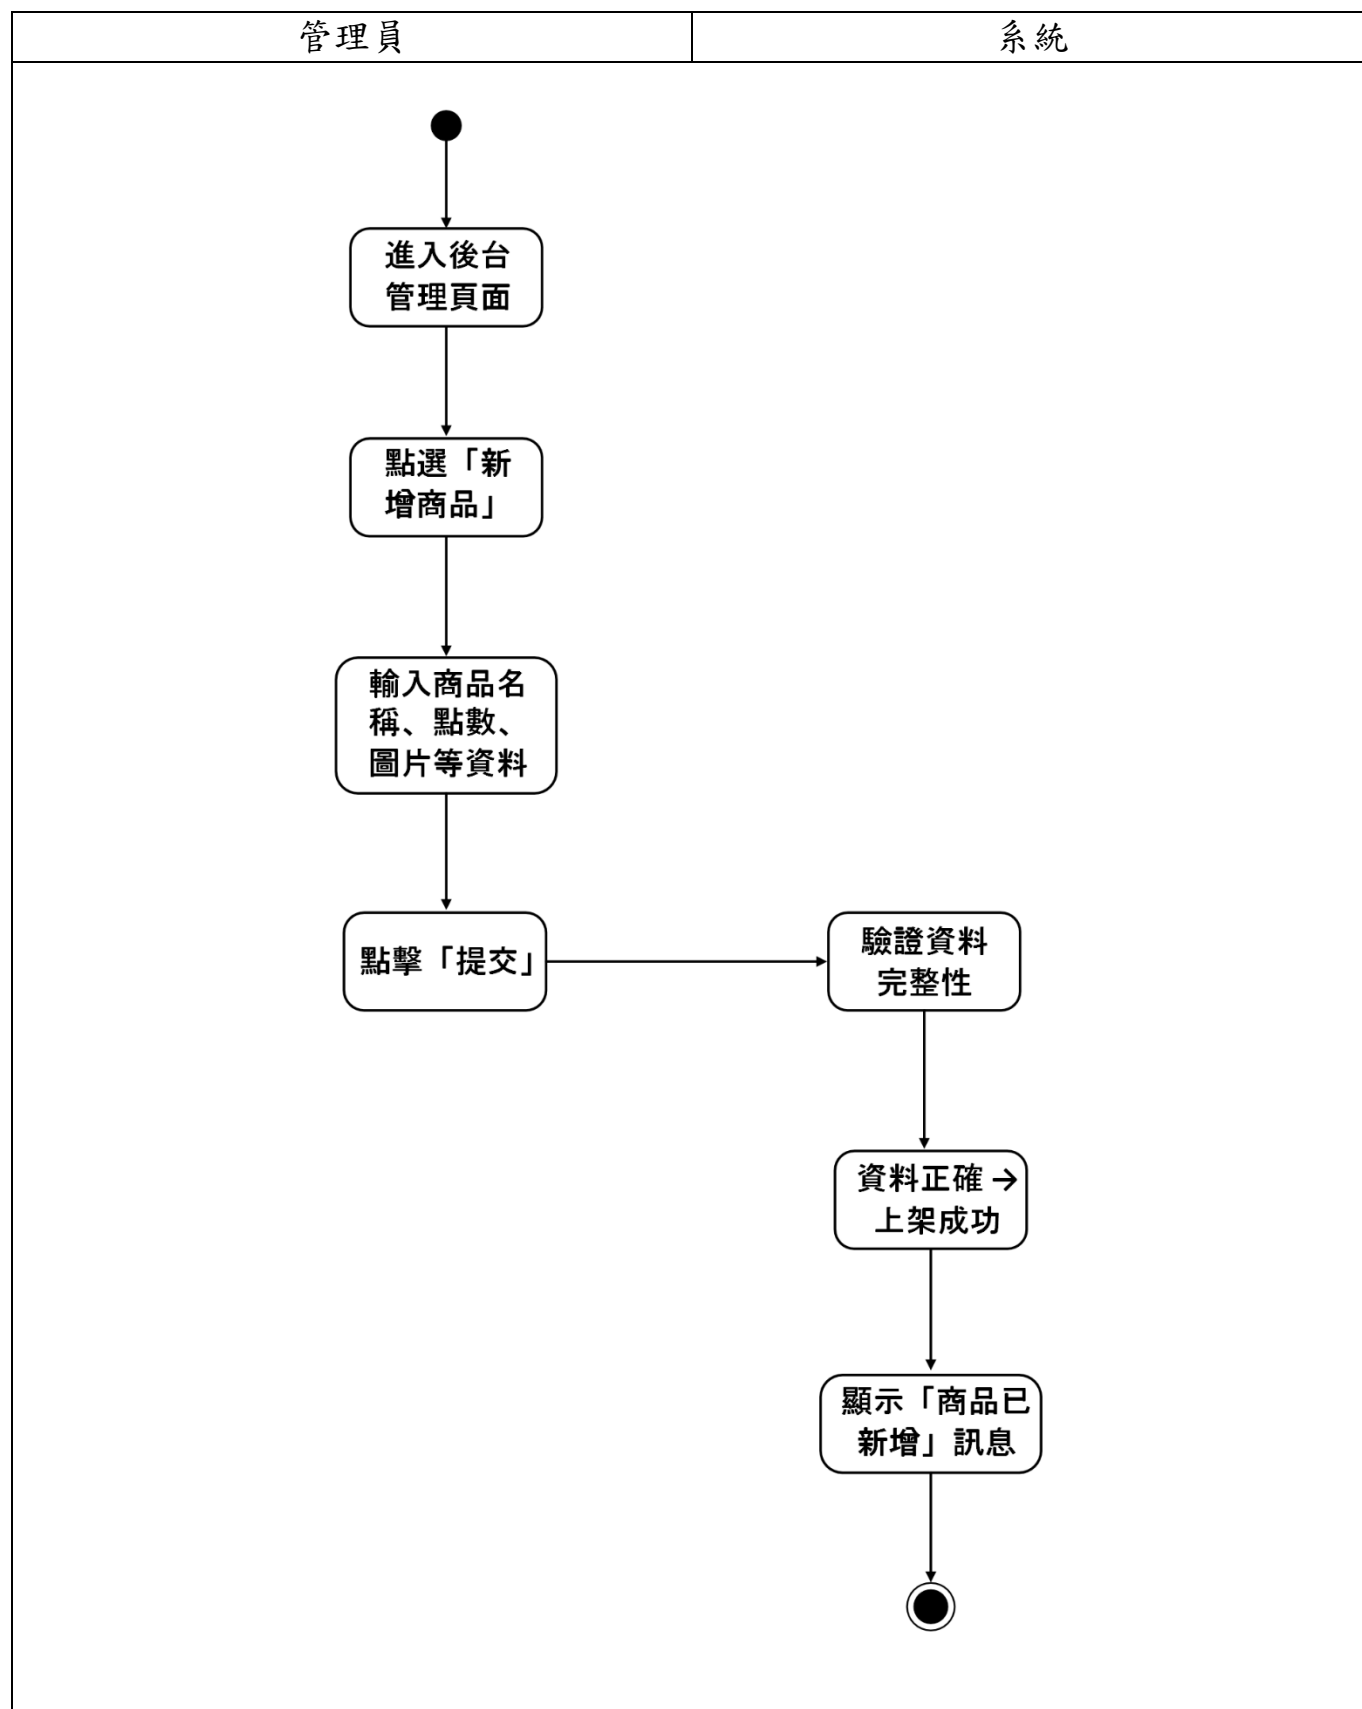 管理員
系統
進入後台
管理頁面
點選「新
增商品」
輸入商品名
稱、點數、
圖片等資料
點擊「提交」
驗證資料
完整性
資料正確→
上架成功
顯示「商品已
新增」訊息